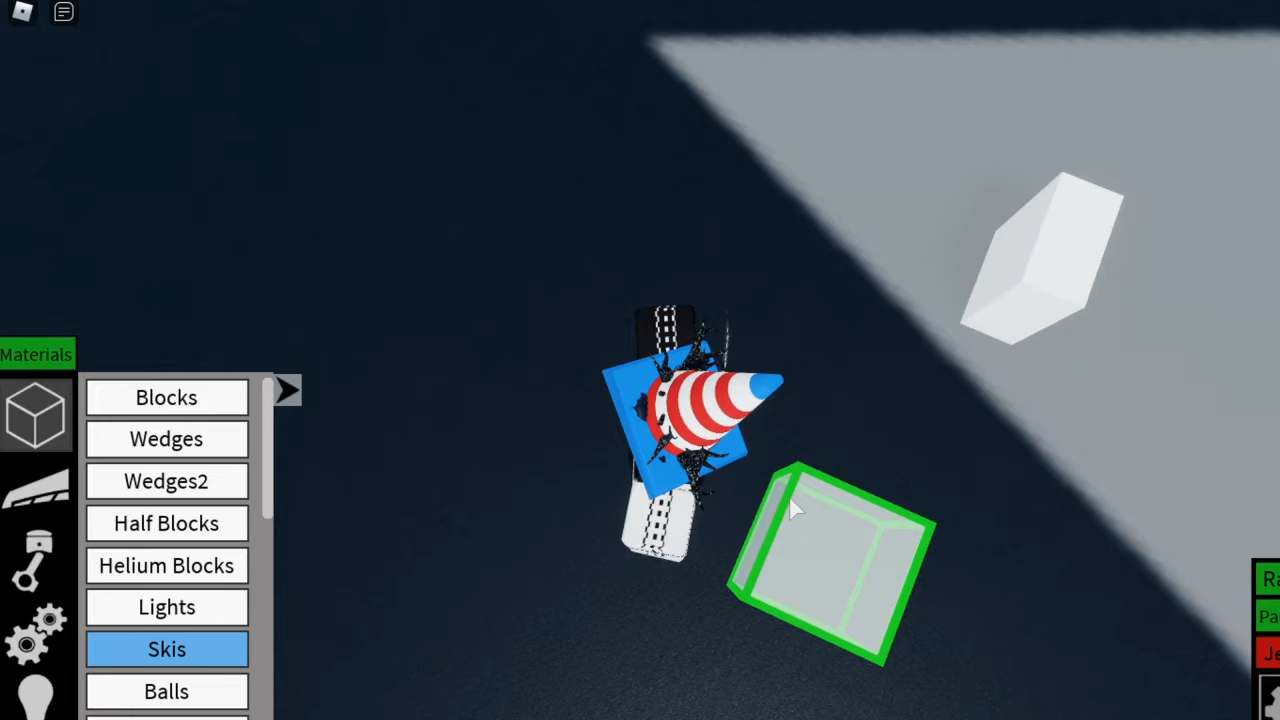 Materials
Blocks
Wedges
Wedges2
Half Blocks
Helium Blocks
Lights
Skis
Balls